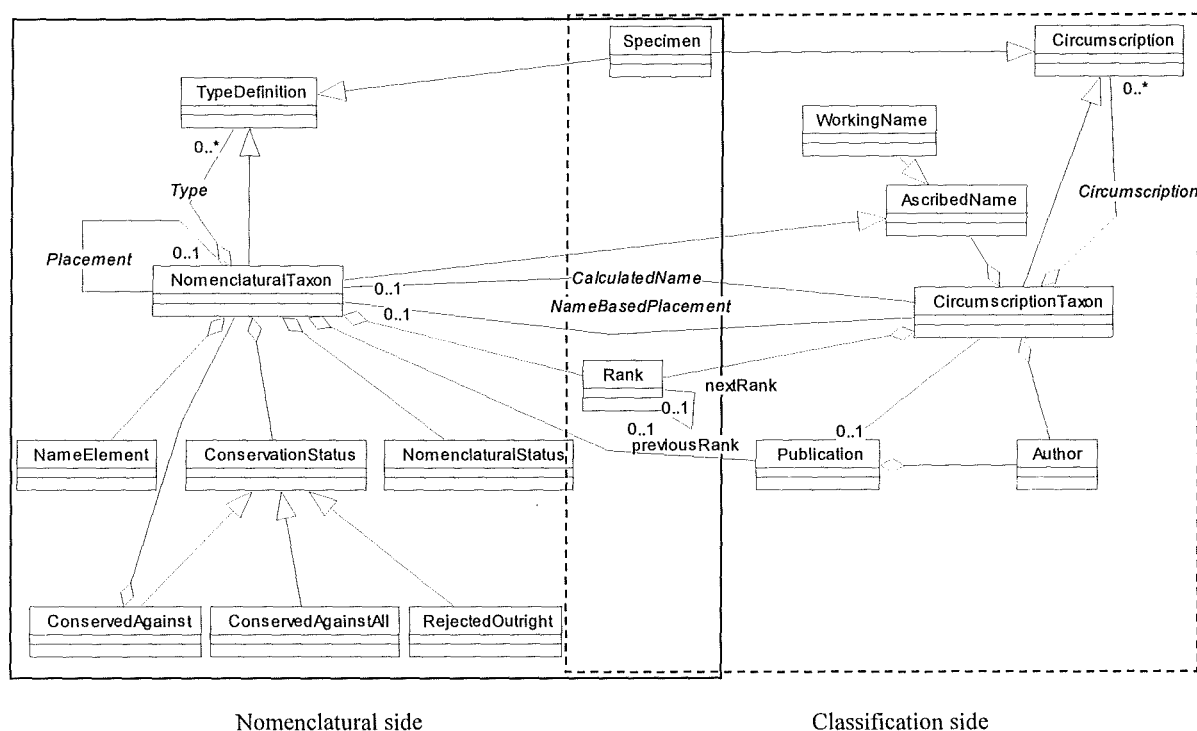 Specimen
Circumscription
TypeDefinition
0..*
0..*
WorkingName
Type
AscribedName
Circumscription
Placement
0..1
NomenclaturalTaxon
0..1
CalculatedName
CircumscriptionTaxon
0..1
NameBasedPlacement
Rank
nextRank
0..1
0..1
previousRank
0..1
NameElement
ConservationStatus
NomenclaturalStatus
Publication
Author
ConservedAgainst
ConservedAgainstAll
RejectedOutright
Nomenclatural side
Classification side